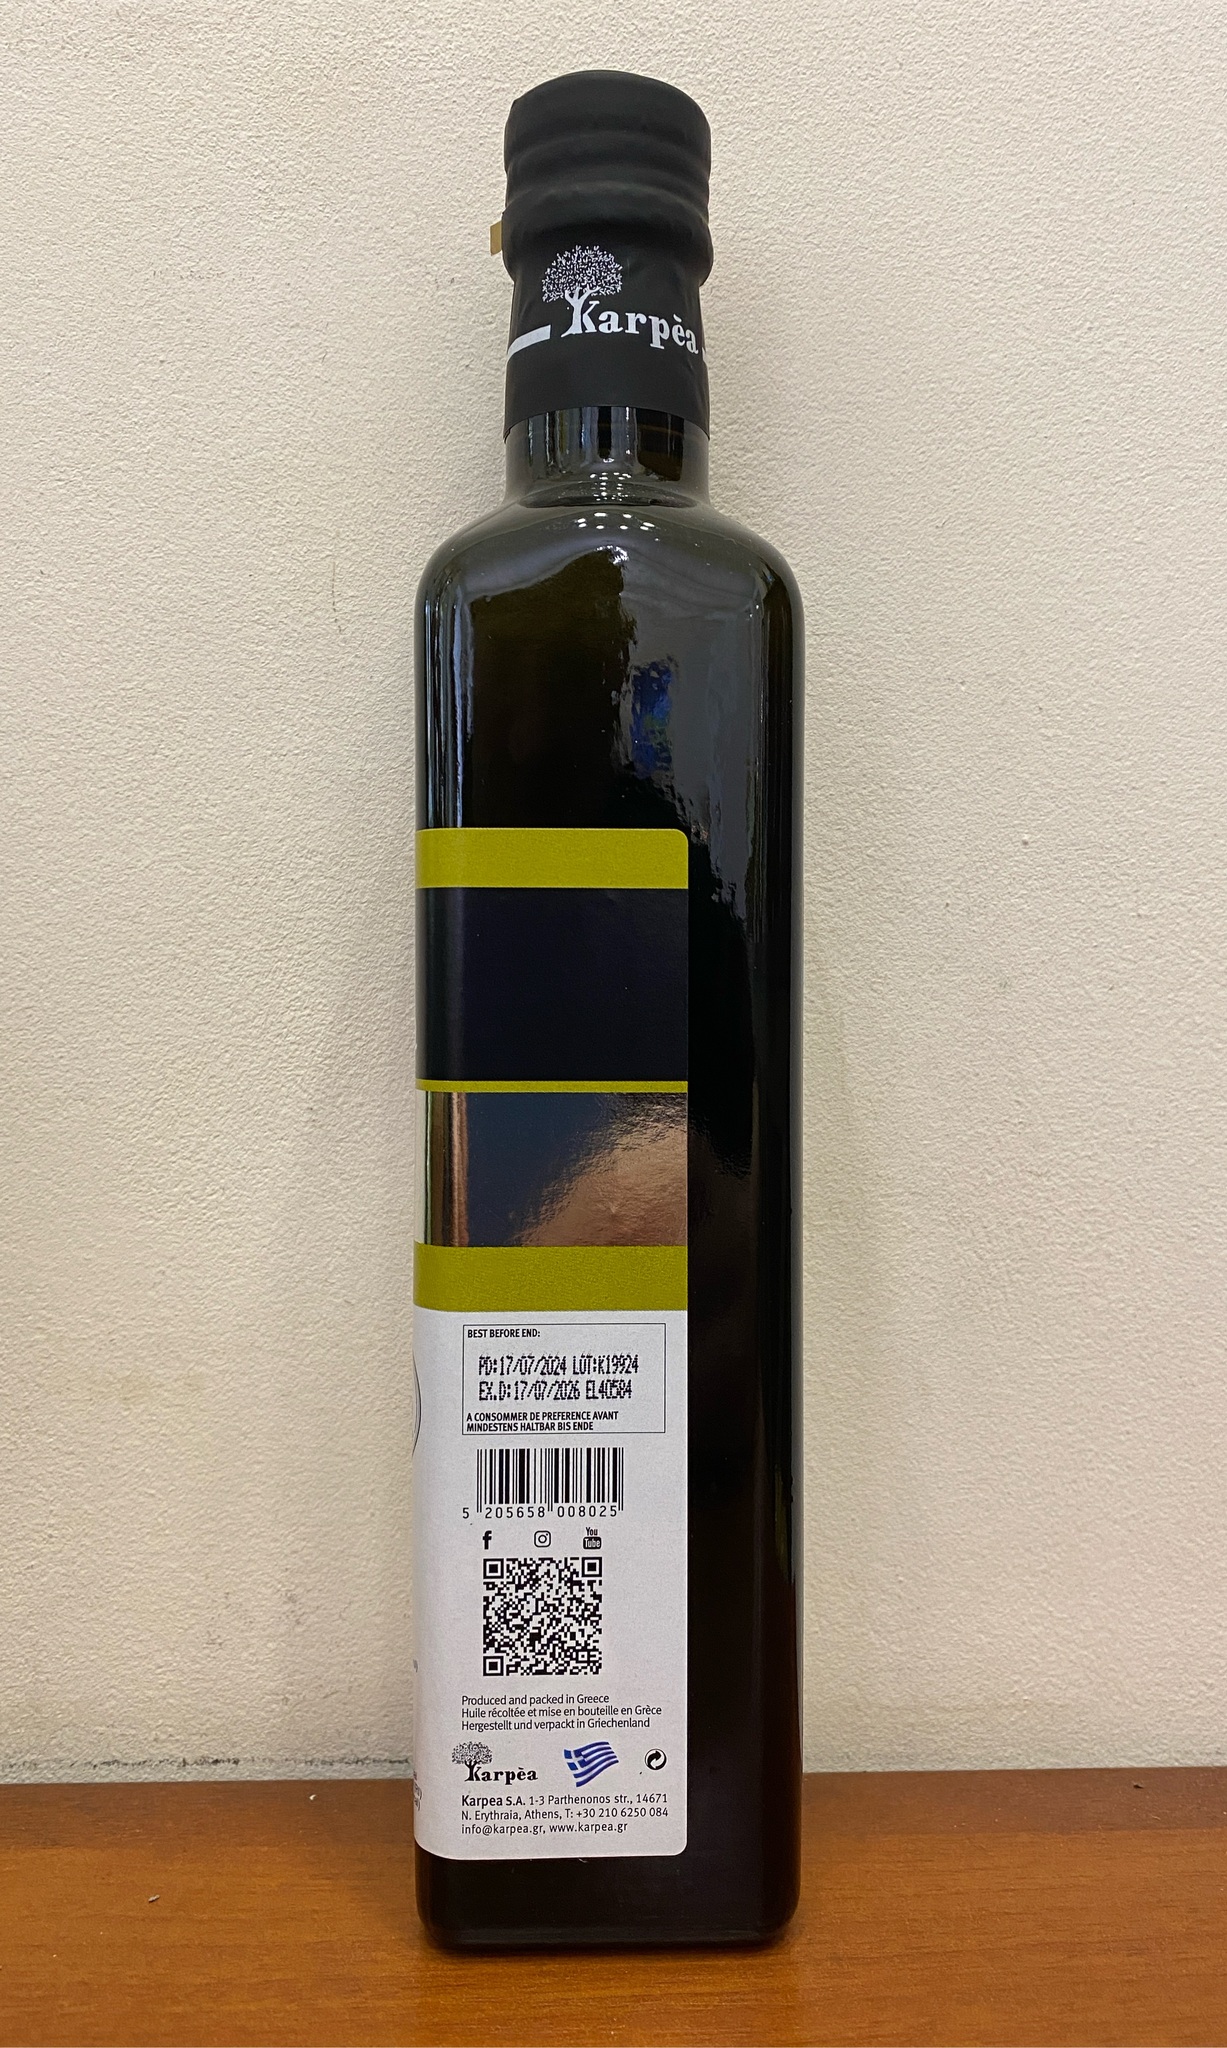 Karpēa
BEST BEFORE END:
PD:17/07/2024 LOT:K19924
EX.D:17/07/2026 EL40584
A CONSOMMER DE PREFERENCE AVANT
MINDESTENS HALTBAR BIS ENDE
5 205658 008025
f
You
Tube
Produced and packed in Greece
Huile récoltée et mise en bouteille en Grèce
Hergestellt und verpackt in Griechenland
Karpēa
Karpea S.A. 1-3 Parthenonos str., 14671
N. Erythraia, Athens, T: +30 210 6250 084
info@karpea.gr, www.karpea.gr